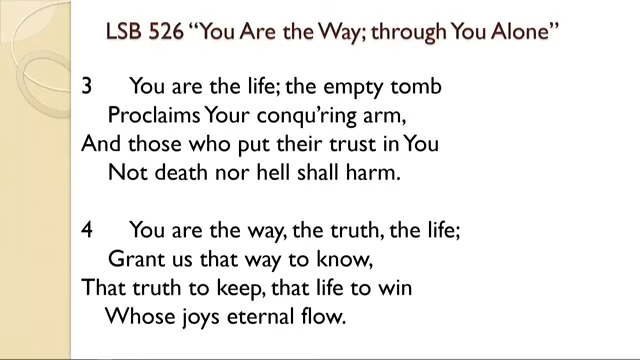 LSB 526 “You Are the Way; through You Alone”
3 You are the life; the empty tomb
Proclaims Your conqu’ring arm,
And those who put their trust in You
Not death nor hell shall harm.
4 You are the way, the truth, the life;
Grant us that way to know,
That truth to keep, that life to win
Whose joys eternal flow.